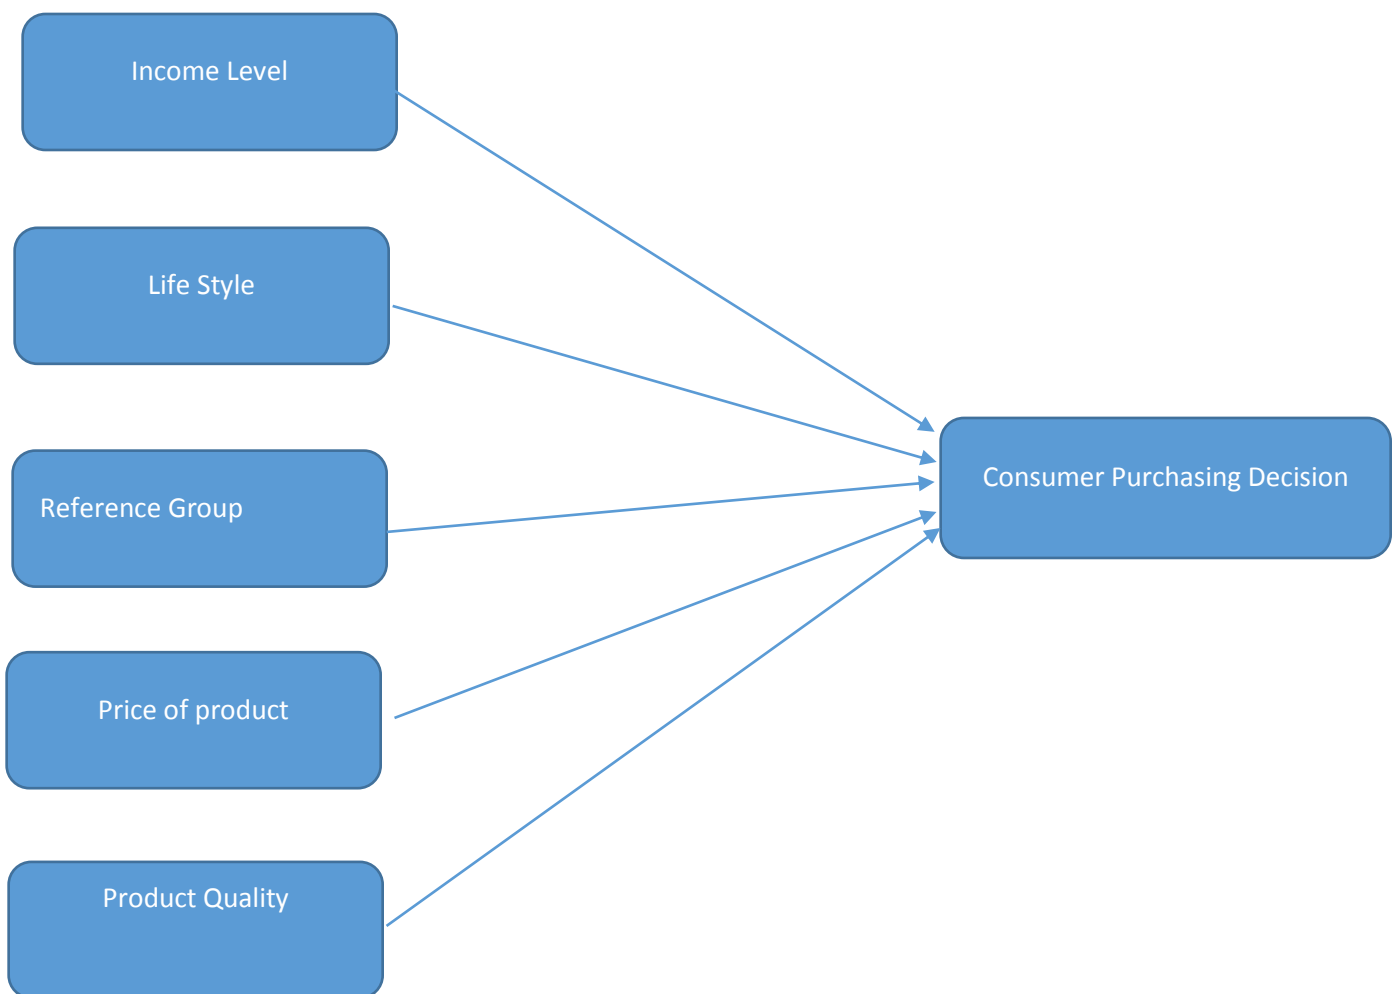 Income Level
Life Style
Reference Group
Consumer Purchasing Decision
Price of product
Product Quality